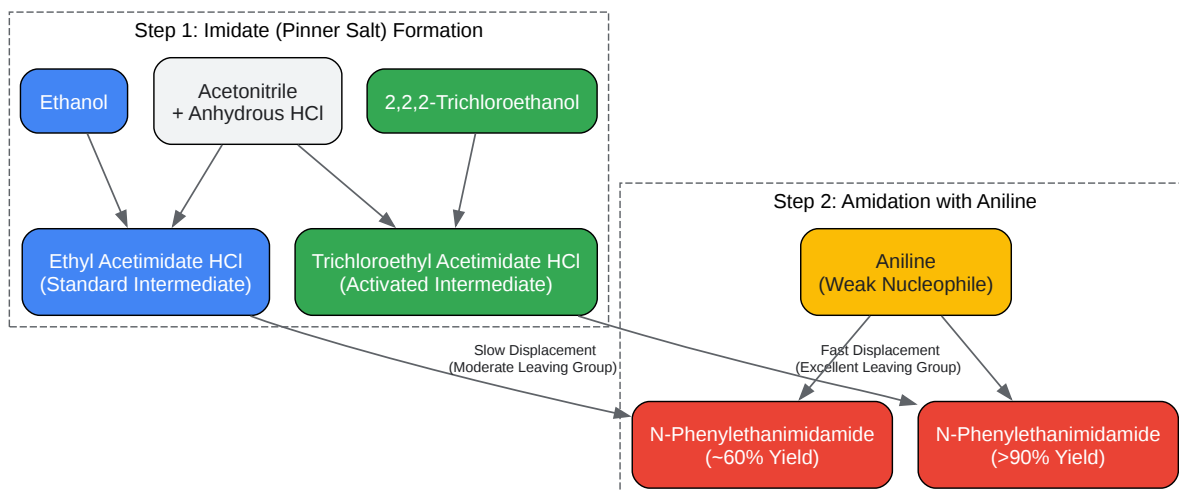 Step 1: Imidate (Pinner Salt) Formation
Ethanol
Acetonitrile
+ Anhydrous HCl
2,2,2-Trichloroethanol
Step 2: Amidation with Aniline
Ethyl Acetimidate HCl
(Standard Intermediate)
Trichloroethyl Acetimidate HCl
(Activated Intermediate)
Aniline
(Weak Nucleophile)
Slow Displacement
(Moderate Leaving Group)
Fast Displacement
(Excellent Leaving Group)
N-Phenylethanimidamide
(~60% Yield)
N-Phenylethanimidamide
(>90% Yield)